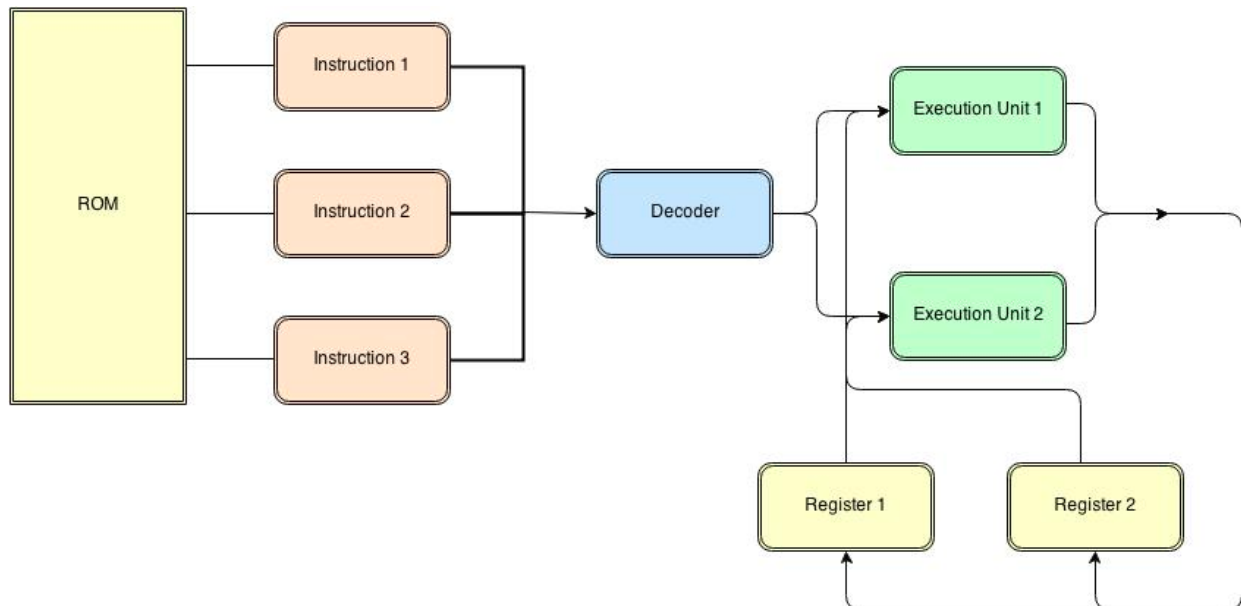 ROM
Instruction 1
Instruction 2
Instruction 3
Decoder
Execution Unit 1
Execution Unit 2
Register 1
Register 2